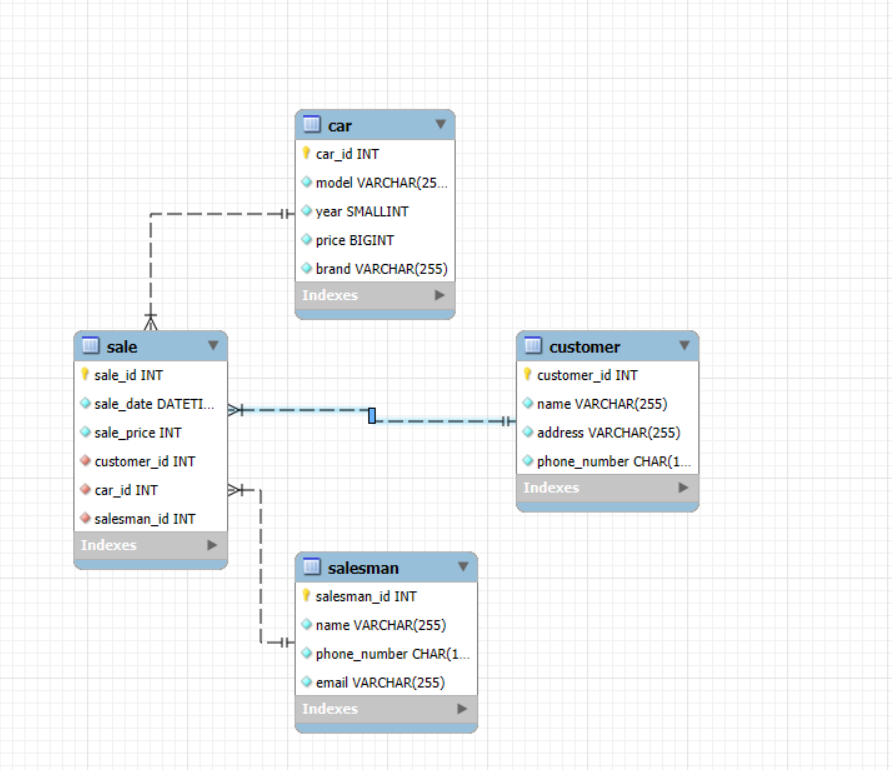 car
car_id INT
model VARCHAR(25...
year SMALLINT
price BIGINT
brand VARCHAR(255)
Indexes
sale
sale_id INT
sale_date DATETI...
sale_price INT
customer_id INT
car_id INT
salesman_id INT
Indexes
customer
customer_id INT
name VARCHAR(255)
address VARCHAR(255)
phone_number CHAR(1...
Indexes
salesman
salesman_id INT
name VARCHAR(255)
phone_number CHAR(1...
email VARCHAR(255)
Indexes